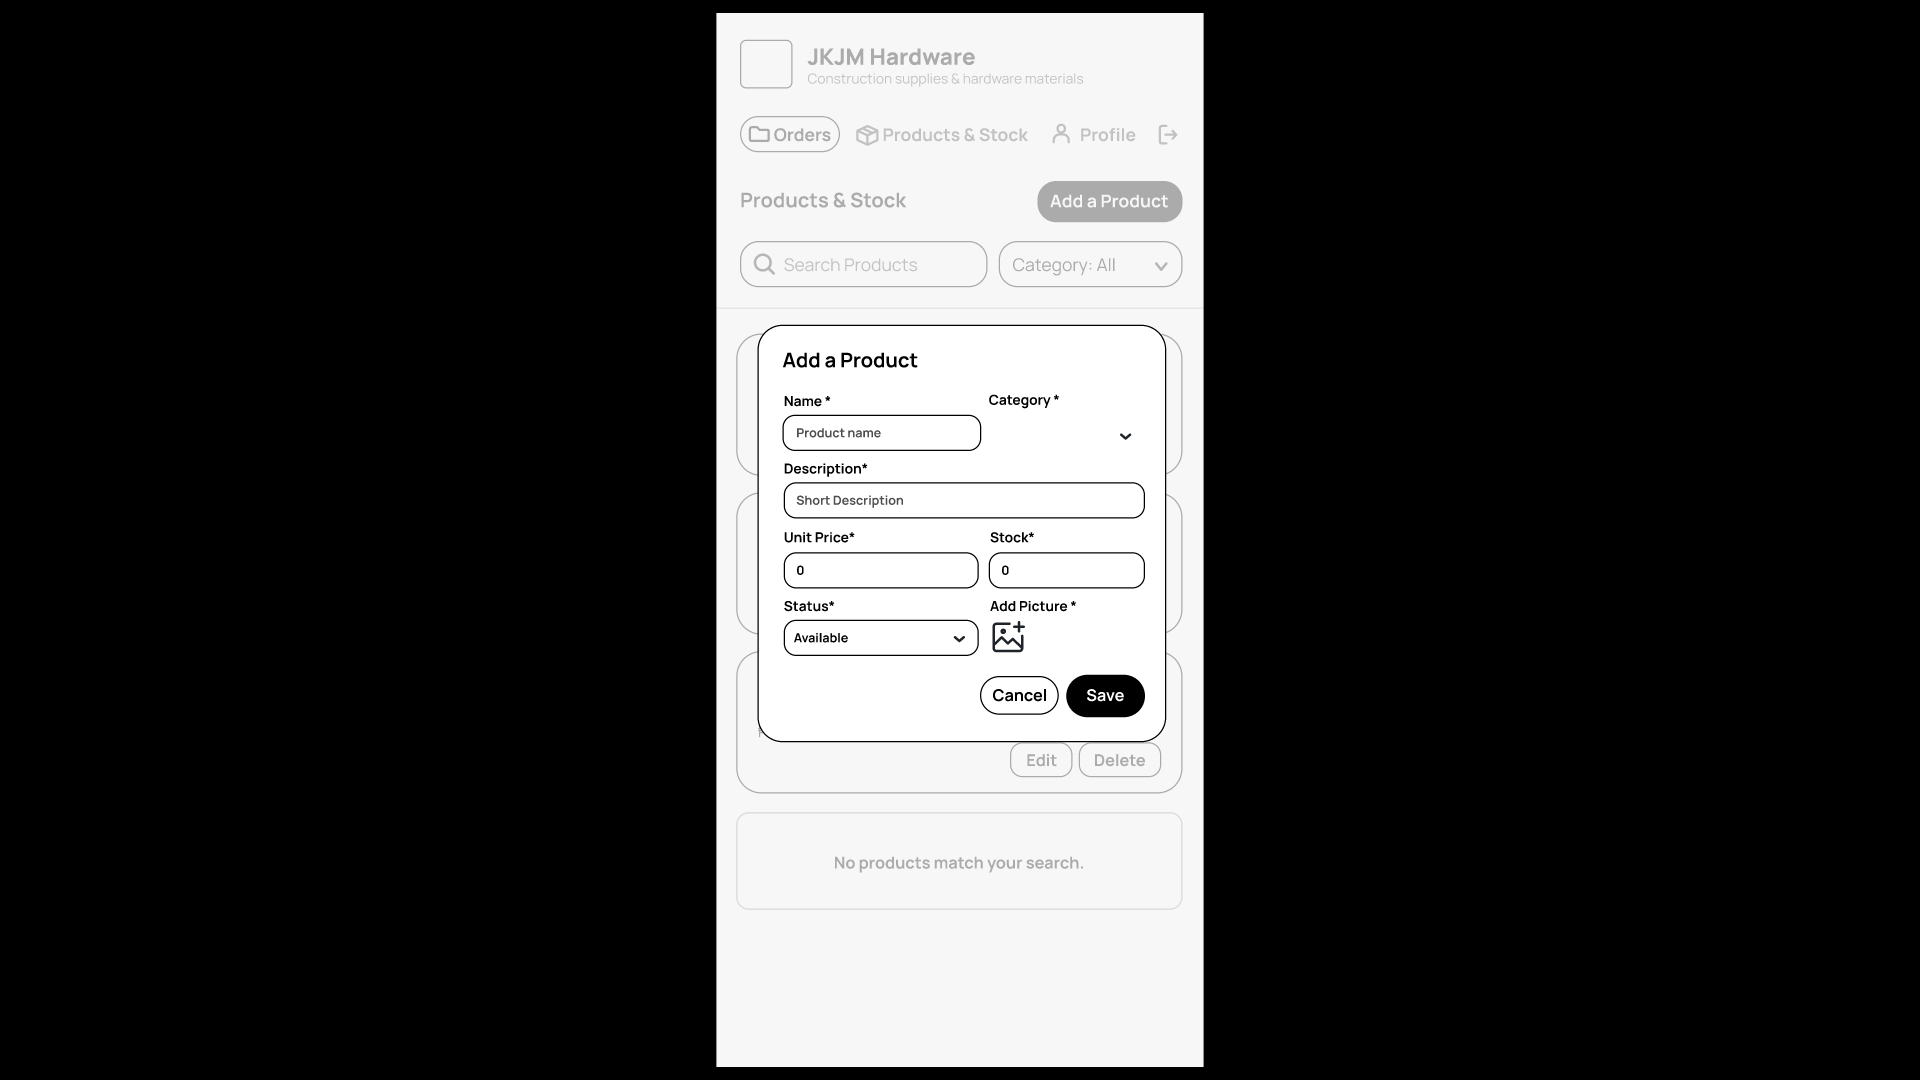 JKJM Hardware
Construction supplies & hardware materials
Orders Products & Stock Profile
Products & Stock Add a Product
Search Products Category: All
Add a Product
Name * Category *
Product name
Description*
Short Description
Unit Price* Stock*
0 0
Status* Add Picture *
Available
Cancel Save
Edit Delete
No products match your search.